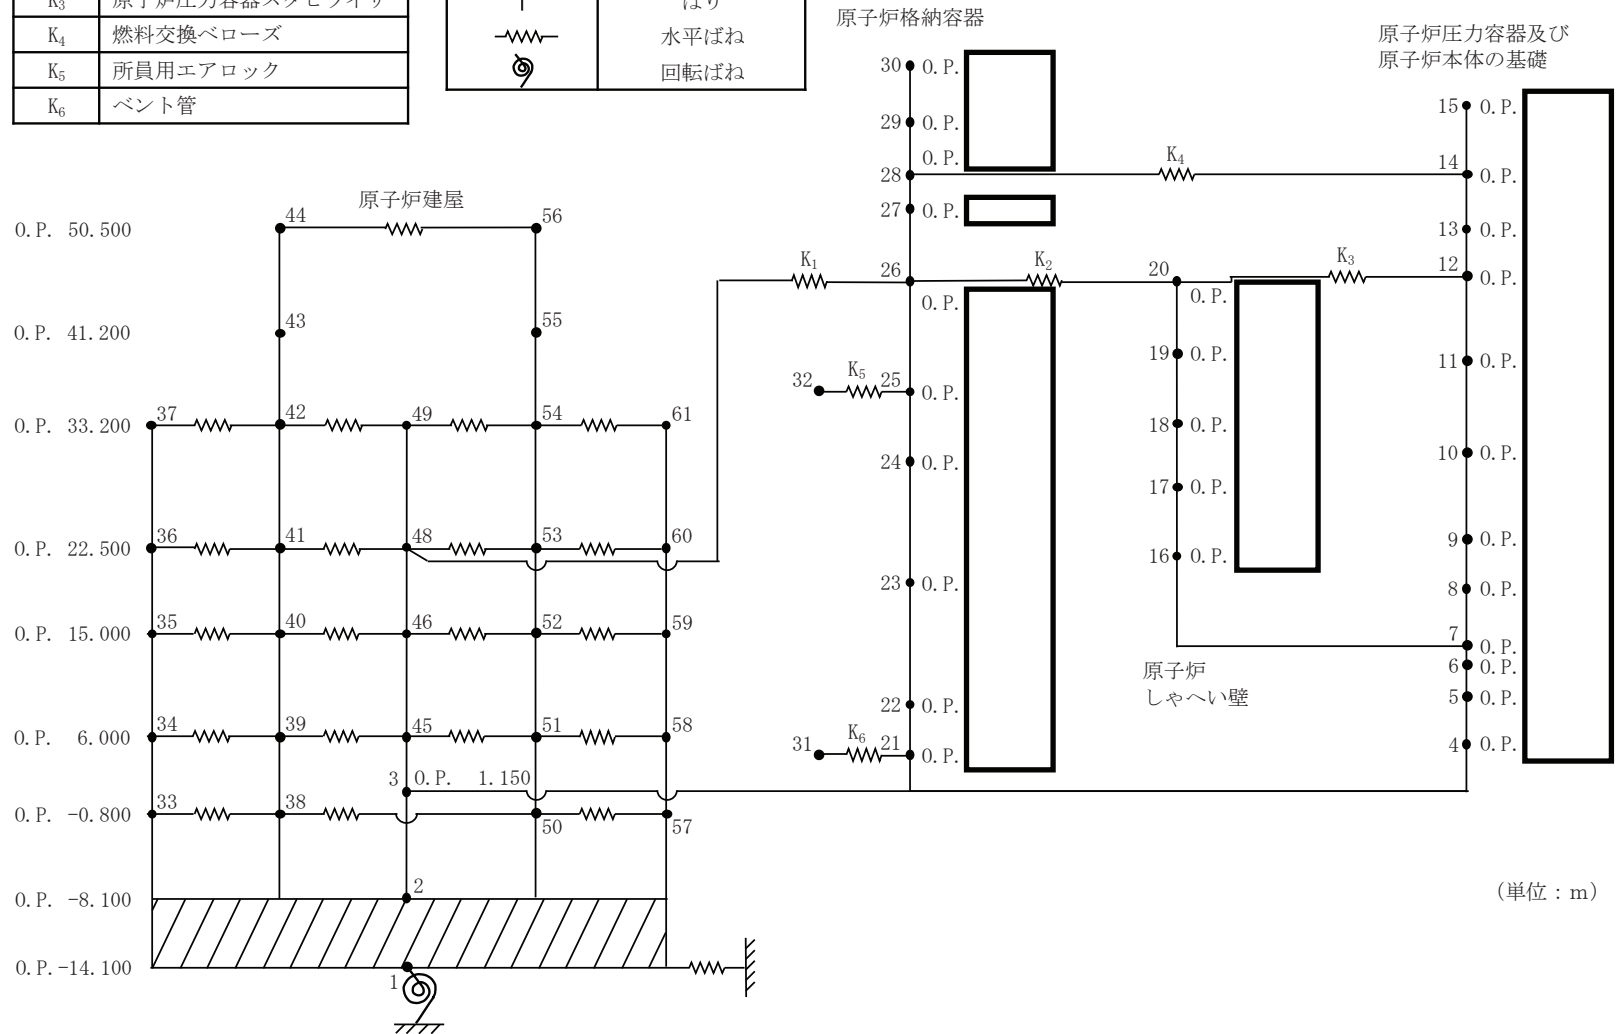 K₃ 原子炉圧力容器スタビライザ
K₄ 燃料交換ベローズ
K₅ 所員用エアロック
K₆ ベント管
はり
水平ばね
回転ばね
原子炉建屋
O.P. 50.500
44
56
O.P. 41.200
43
55
O.P. 33.200
37
42
49
54
61
O.P. 22.500
36
41
48
53
60
O.P. 15.000
35
40
46
52
59
O.P. 6.000
34
39
45
51
58
3 O.P. 1.150
O.P. -0.800
33
38
50
57
O.P. -8.100
2
O.P.-14.100
1
原子炉格納容器
30 O.P.
29 O.P.
O.P.
28
27 O.P.
K₁
26
O.P.
K₂
32
K₅
25 O.P.
24 O.P.
23 O.P.
22 O.P.
31
K₆
21 O.P.
K₄
20
O.P.
K₃
19 O.P.
18 O.P.
17 O.P.
16 O.P.
原子炉
しゃへい壁
原子炉圧力容器及び
原子炉本体の基礎
15 O.P.
14 O.P.
13 O.P.
12 O.P.
11 O.P.
10 O.P.
9 O.P.
8 O.P.
7 O.P.
6 O.P.
5 O.P.
4 O.P.
（単位：m）